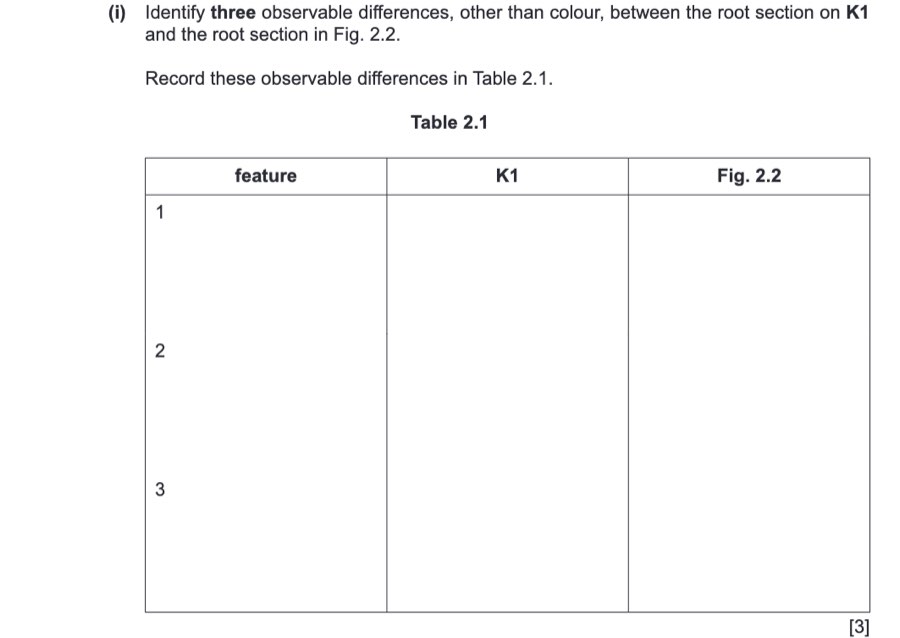 (i) Identify three observable differences, other than colour, between the root section on K1
and the root section in Fig. 2.2.
Record these observable differences in Table 2.1.
Table 2.1
feature K1 Fig. 2.2
1
2
3
[3]